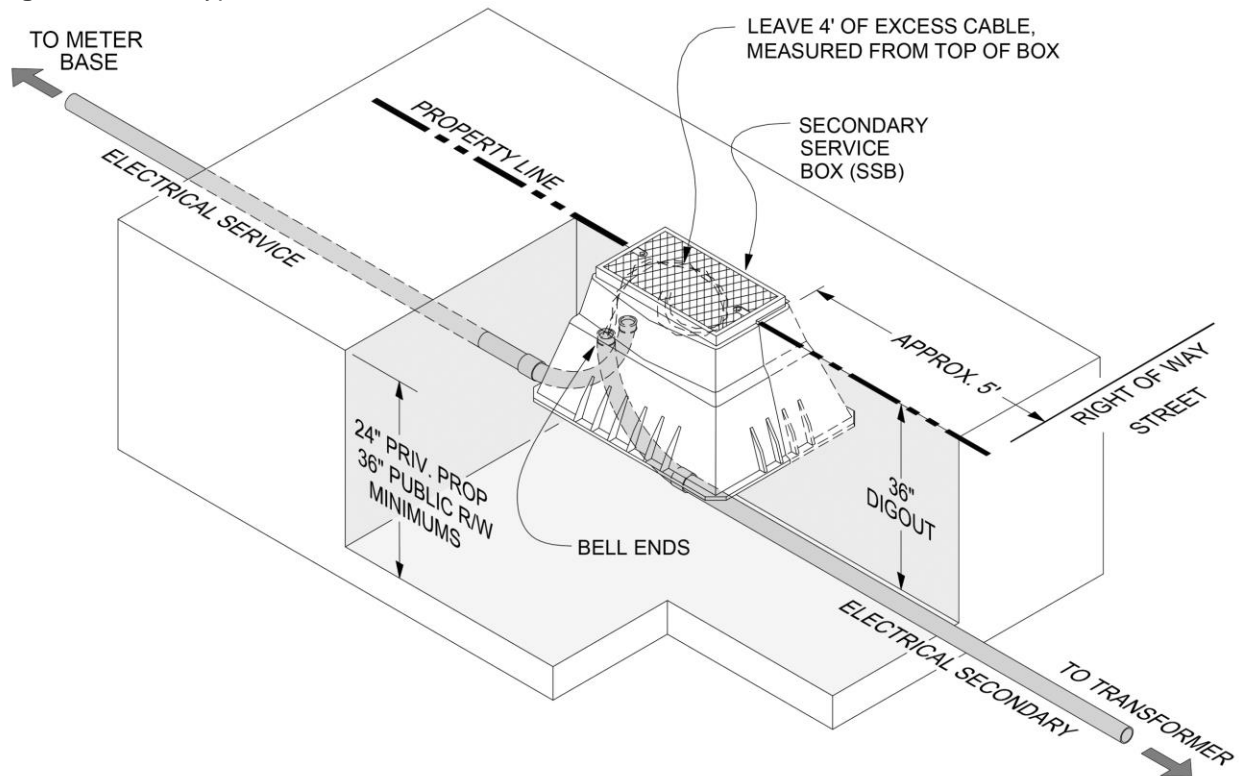 LEAVE 4' OF EXCESS CABLE,
MEASURED FROM TOP OF BOX
TO METER
BASE
PROPERTY LINE
SECONDARY
SERVICE
BOX (SSB)
ELECTRICAL SERVICE
APPROX. 5'
RIGHT OF WAY
STREET
24" PRIV. PROP
36" PUBLIC R/W
MINIMUMS
36"
DIGOUT
BELL ENDS
ELECTRICAL SECONDARY
TO TRANSFORMER